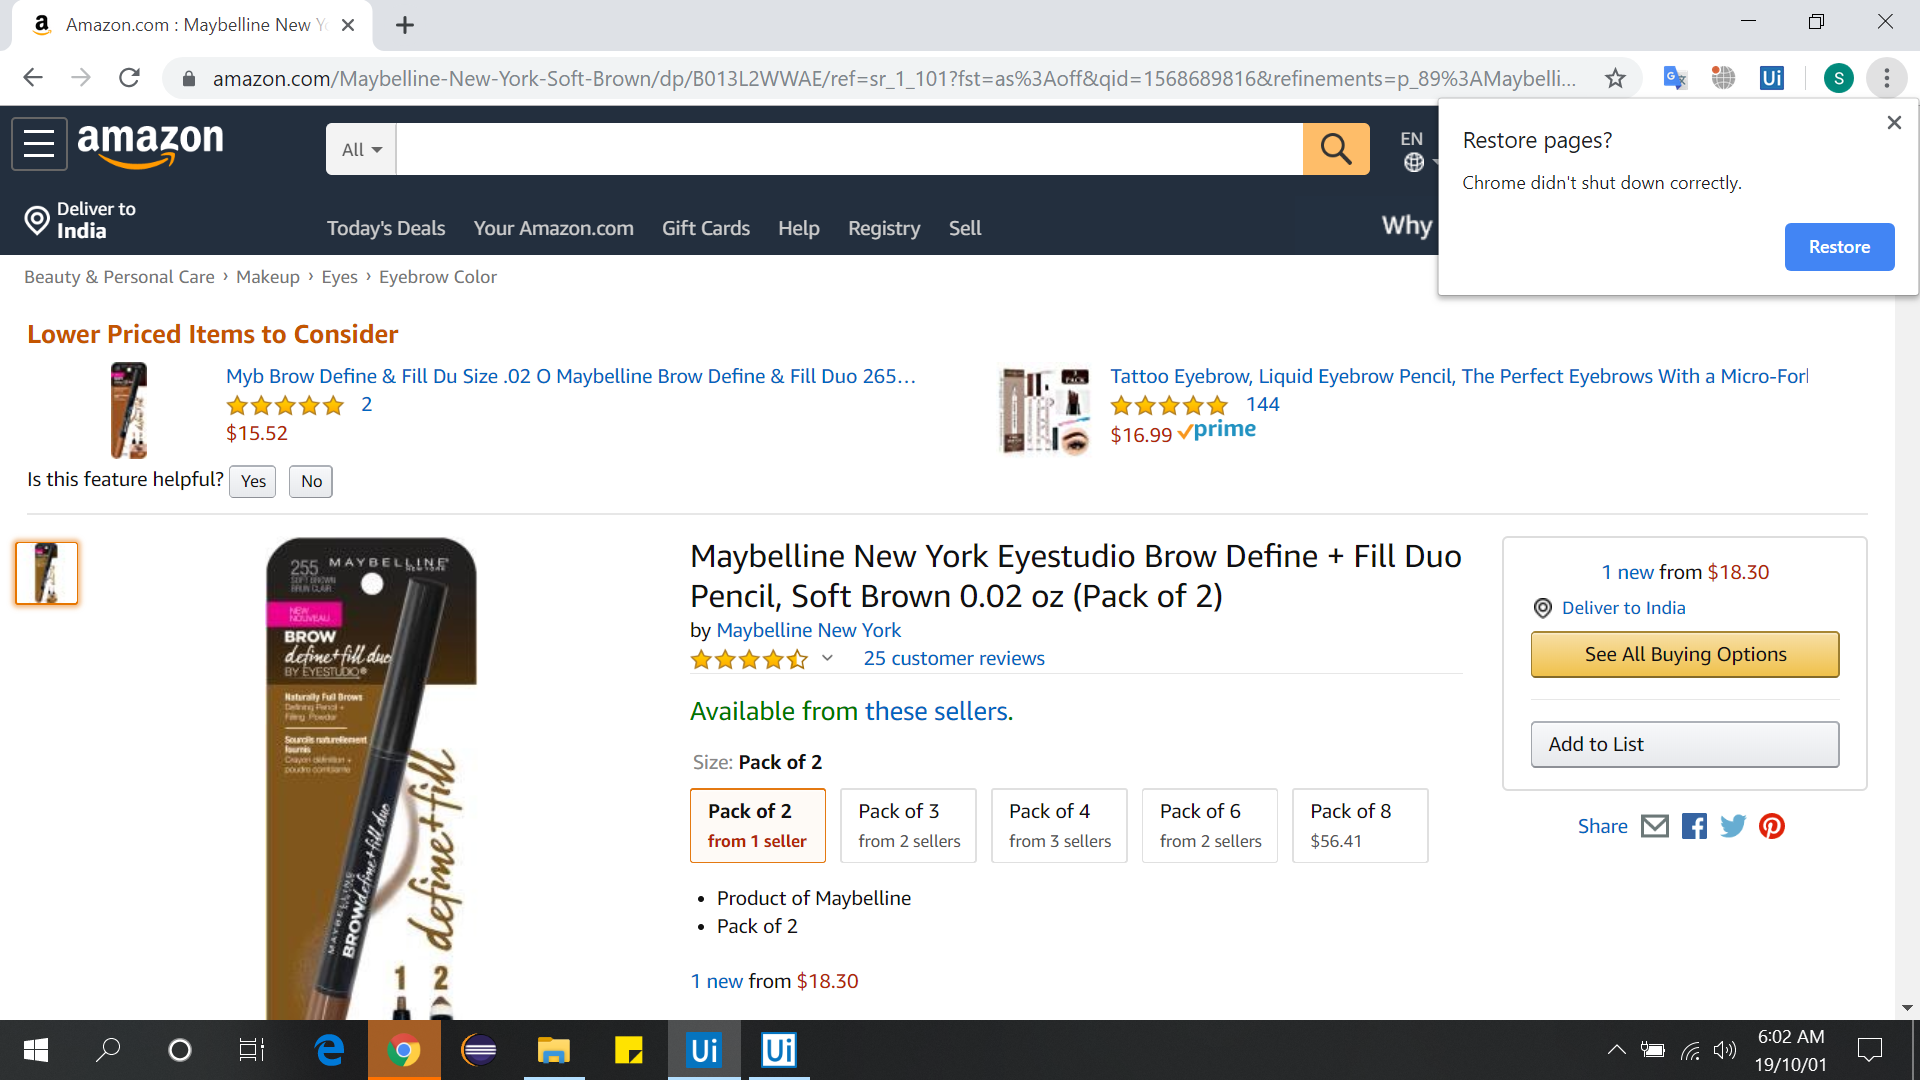 Amazon.com : Maybelline New Y
amazon.com/Maybelline-New-York-Soft-Brown/dp/B013L2WWAE/ref=sr_1_101?fst=as%3Aoff&qid=1568689816&refinements=p_89%3AMaybelli...
Ui
S
Restore pages?
Chrome didn't shut down correctly.
Restore
amazon
All
EN
Deliver to
India
Today's Deals
Your Amazon.com
Gift Cards
Help
Registry
Sell
Why
Beauty & Personal Care › Makeup › Eyes › Eyebrow Color
Lower Priced Items to Consider
Myb Brow Define & Fill Du Size .02 O Maybelline Brow Define & Fill Duo 265...
2
$15.52
Tattoo Eyebrow, Liquid Eyebrow Pencil, The Perfect Eyebrows With a Micro-For
144
$16.99 prime
Is this feature helpful? Yes No
255 MAYBELLINE
NEW YORK
SOFT BROWN
BRUN CLAIR
NEW
NOUVEAU
BROW
define+fill duo
BY EYESTUDIO®
Naturally Full Brows
Defining Pencil +
Filling Powder
Sourcils naturellement
fournis
Crayon définition +
poudre comblante
MAYBELLINE
BROWdefine+fill duo
define+fill
1 2
Maybelline New York Eyestudio Brow Define + Fill Duo
Pencil, Soft Brown 0.02 oz (Pack of 2)
by Maybelline New York
25 customer reviews
Available from these sellers.
Size: Pack of 2
Pack of 2
from 1 seller
Pack of 3
from 2 sellers
Pack of 4
from 3 sellers
Pack of 6
from 2 sellers
Pack of 8
$56.41
• Product of Maybelline
• Pack of 2
1 new from $18.30
1 new from $18.30
Deliver to India
See All Buying Options
Add to List
Share
Ui
Ui
6:02 AM
19/10/01